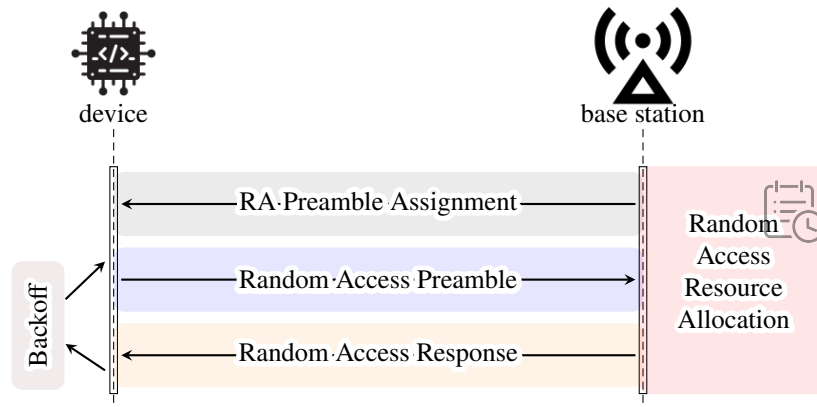 </>
device
base station
RA Preamble Assignment
Random Access Preamble
Random Access Response
Backoff
Random
Access
Resource
Allocation